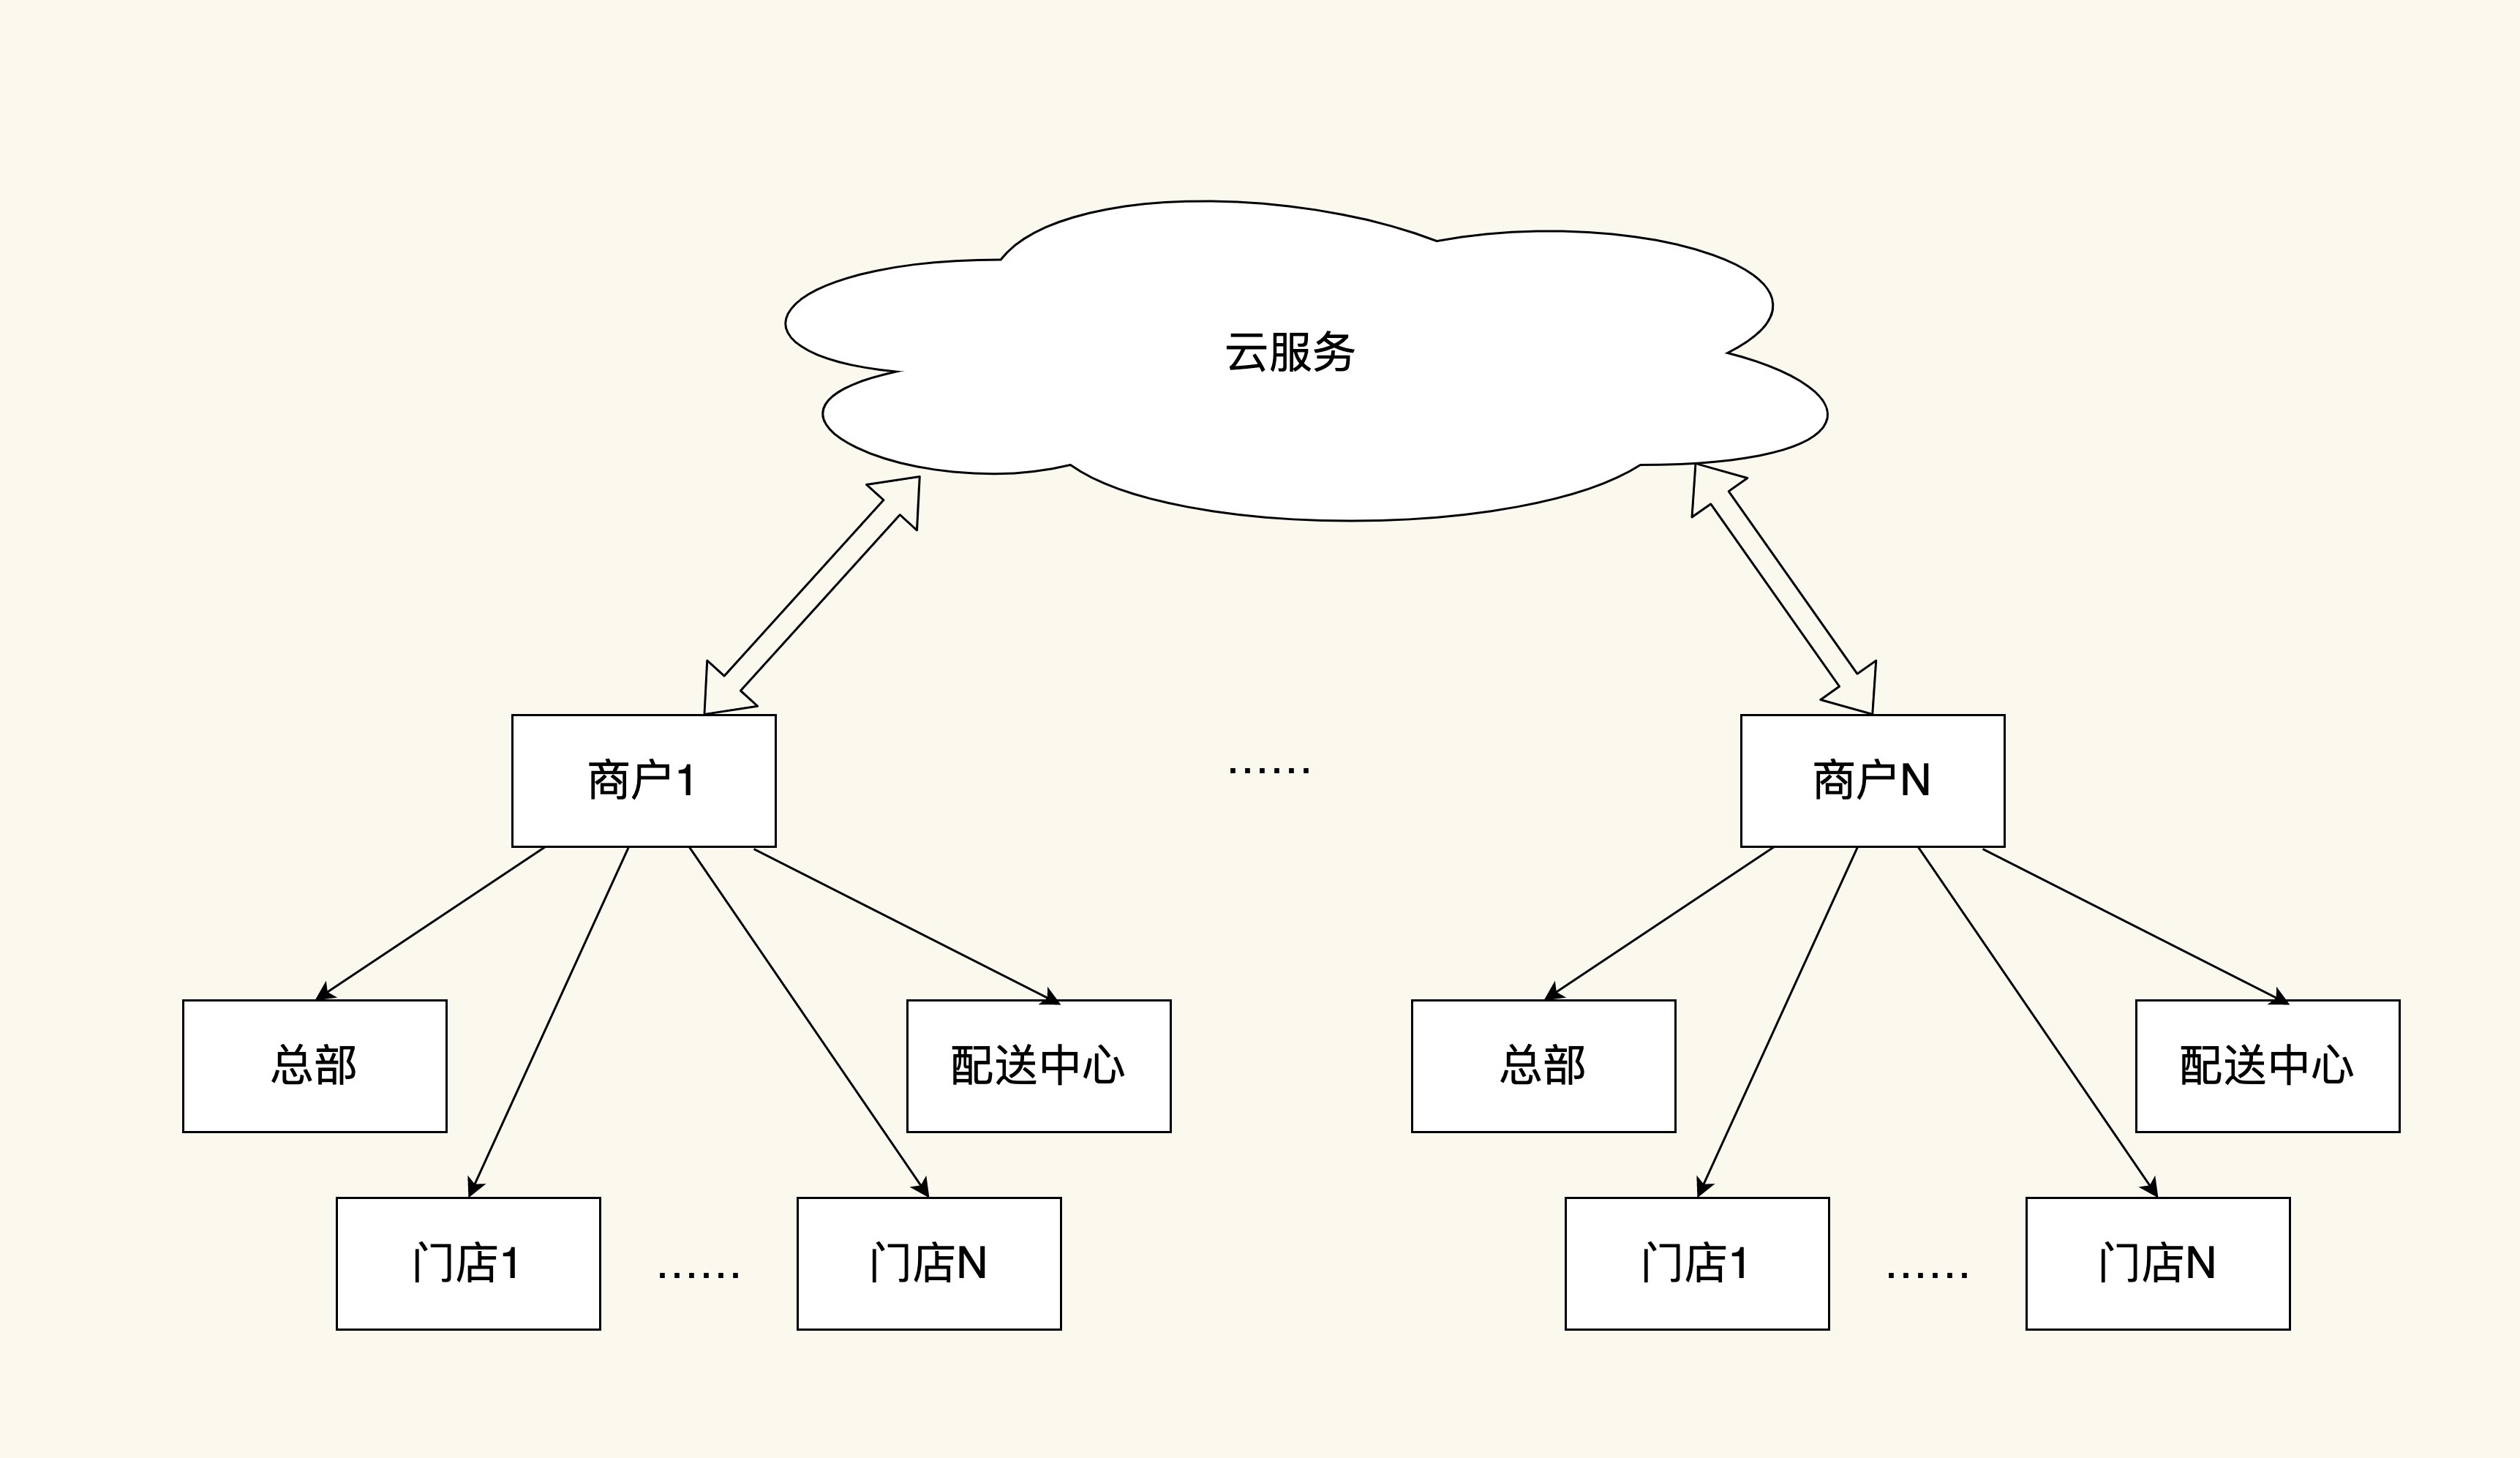 云服务
商户1
......
商户N
总部
配送中心
总部
配送中心
门店1
......
门店N
门店1
......
门店N